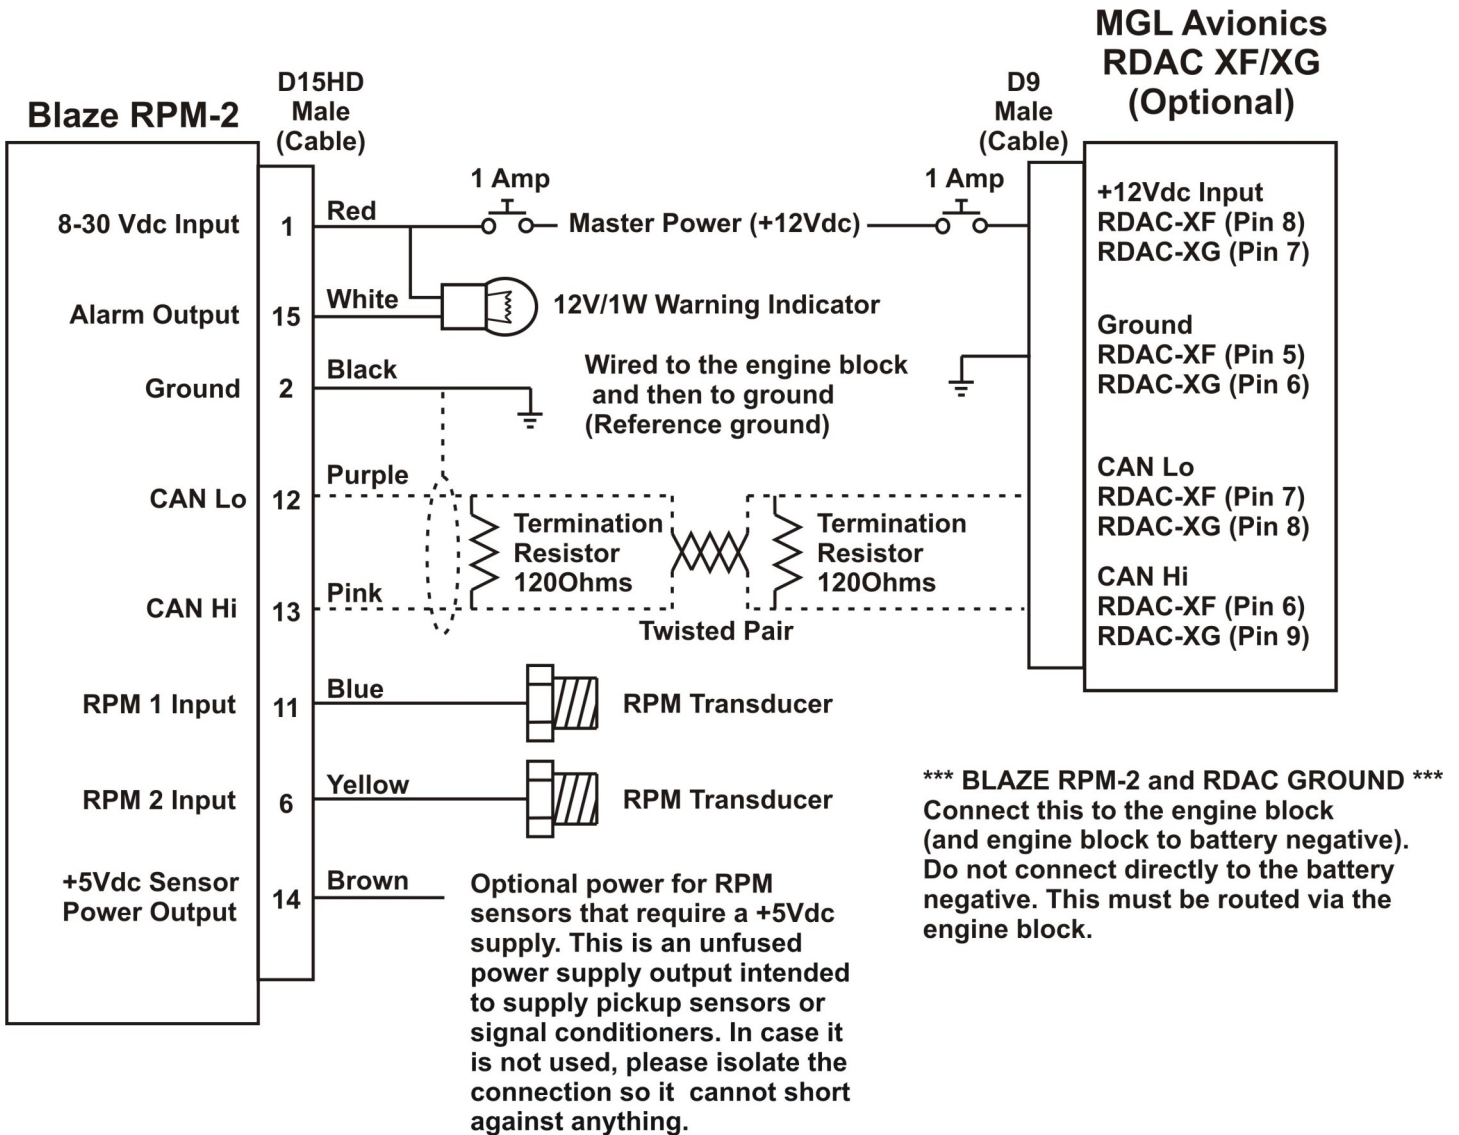 MGL Avionics
RDAC XF/XG
(Optional)
D15HD
Male
(Cable)
D9
Male
(Cable)
Blaze RPM-2
8-30 Vdc Input
1
Red
1 Amp
Master Power (+12Vdc)
1 Amp
+12Vdc Input
RDAC-XF (Pin 8)
RDAC-XG (Pin 7)
Alarm Output
15
White
12V/1W Warning Indicator
Ground
2
Black
Wired to the engine block
and then to ground
(Reference ground)
Ground
RDAC-XF (Pin 5)
RDAC-XG (Pin 6)
CAN Lo
12
Purple
Termination
Resistor
120Ohms
Termination
Resistor
120Ohms
CAN Lo
RDAC-XF (Pin 7)
RDAC-XG (Pin 8)
CAN Hi
13
Pink
Twisted Pair
CAN Hi
RDAC-XF (Pin 6)
RDAC-XG (Pin 9)
RPM 1 Input
11
Blue
RPM Transducer
RPM 2 Input
6
Yellow
RPM Transducer
+5Vdc Sensor
Power Output
14
Brown
Optional power for RPM
sensors that require a +5Vdc
supply. This is an unfused
power supply output intended
to supply pickup sensors or
signal conditioners. In case it
is not used, please isolate the
connection so it cannot short
against anything.
*** BLAZE RPM-2 and RDAC GROUND ***
Connect this to the engine block
(and engine block to battery negative).
Do not connect directly to the battery
negative. This must be routed via the
engine block.